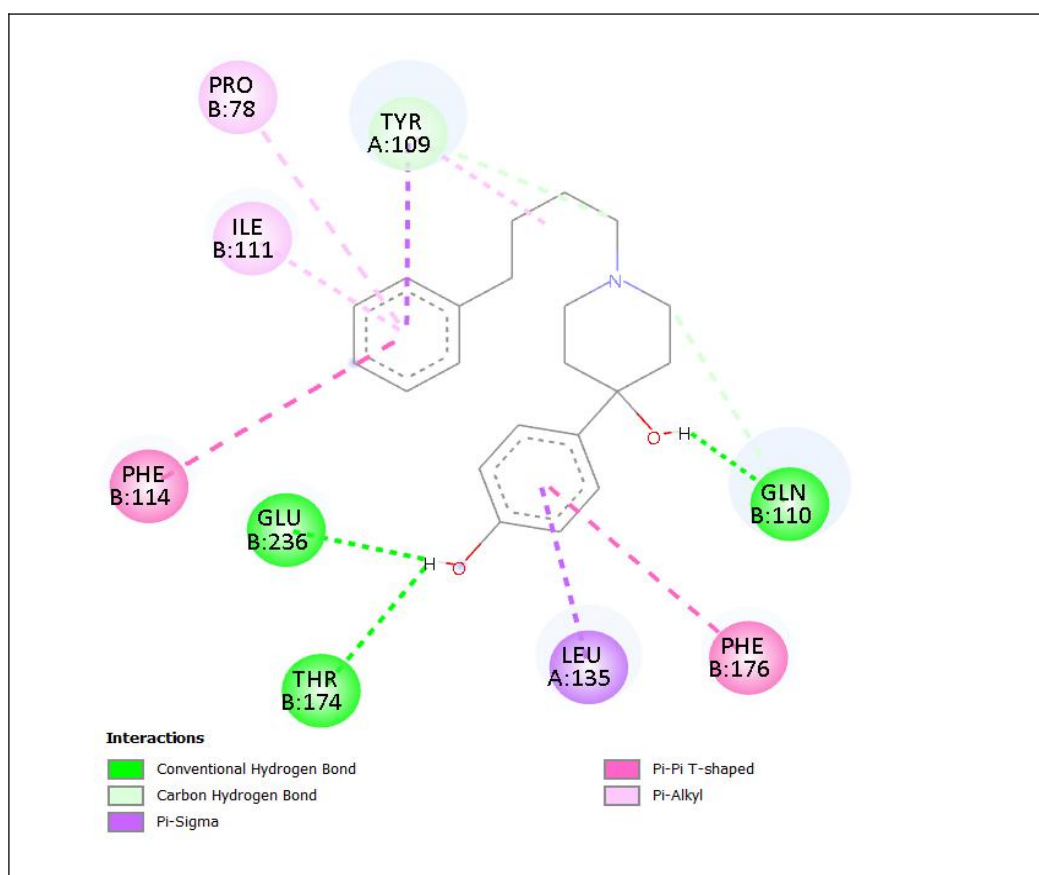 PRO
B:78
TYR
A:109
ILE
B:111
N
PHE
B:114
O H
GLN
B:110
GLU
B:236
H O
THR
B:174
LEU
A:135
PHE
B:176
Interactions
Conventional Hydrogen Bond
Carbon Hydrogen Bond
Pi-Sigma
Pi-Pi T-shaped
Pi-Alkyl